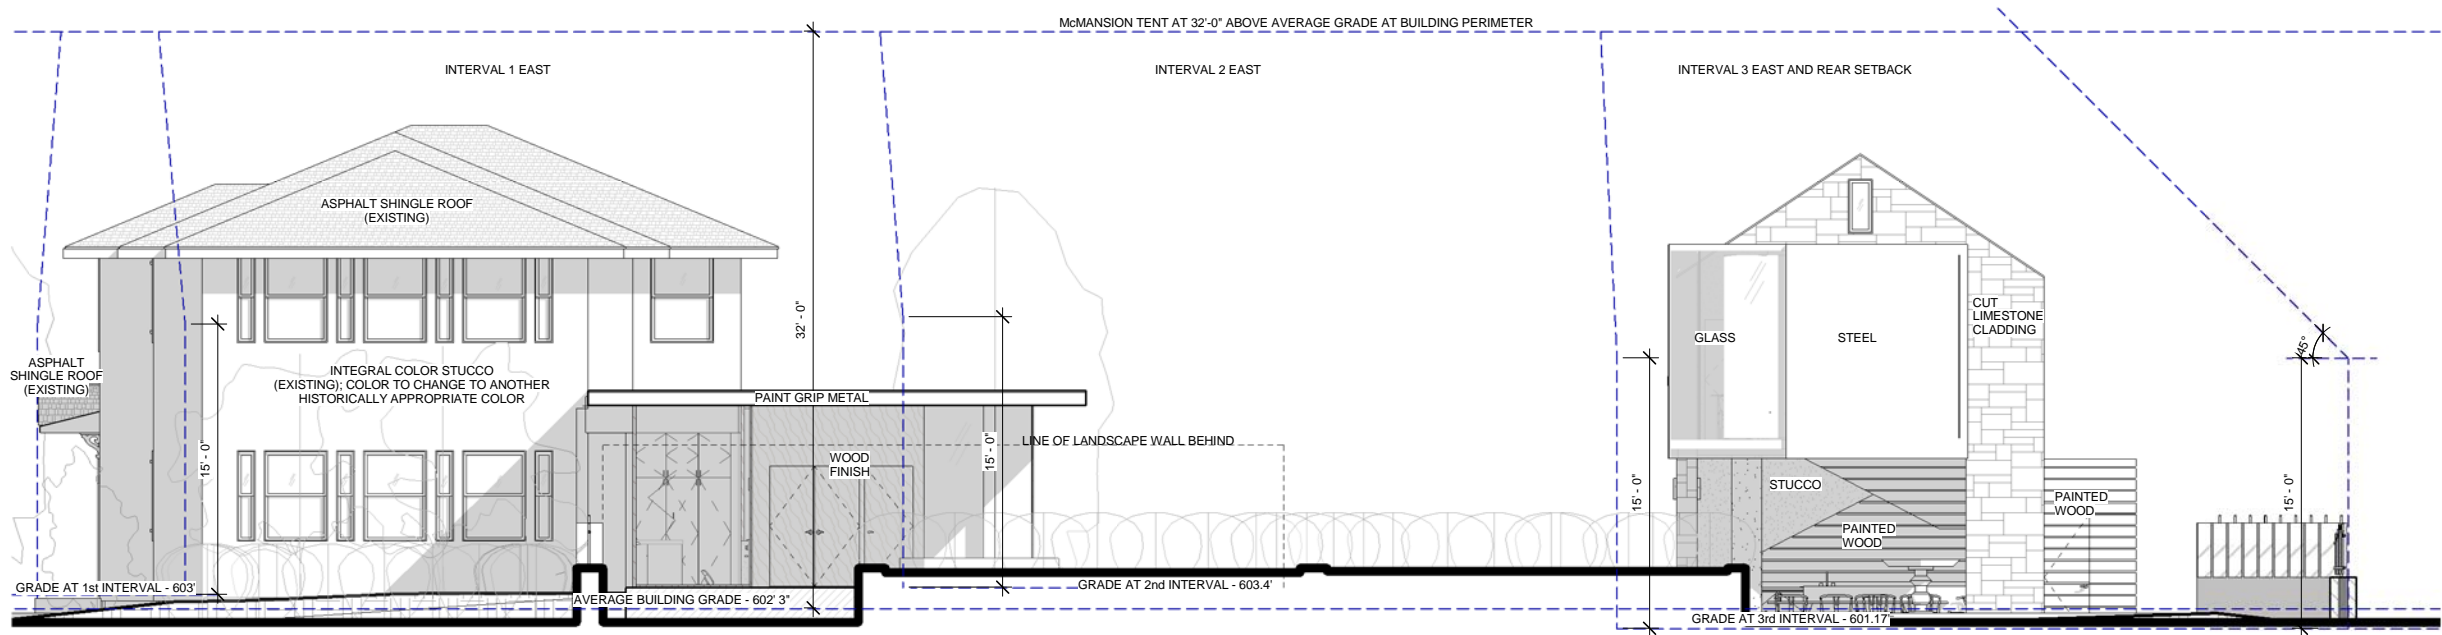 McMANSION TENT AT 32'-0" ABOVE AVERAGE GRADE AT BUILDING PERIMETER
INTERVAL 1 EAST
INTERVAL 2 EAST
INTERVAL 3 EAST AND REAR SETBACK
ASPHALT SHINGLE ROOF
(EXISTING)
32' - 0"
CUT
LIMESTONE
CLADDING
GLASS
STEEL
45°
ASPHALT
SHINGLE ROOF
(EXISTING)
INTEGRAL COLOR STUCCO
(EXISTING); COLOR TO CHANGE TO ANOTHER
HISTORICALLY APPROPRIATE COLOR
PAINT GRIP METAL
15' - 0"
LINE OF LANDSCAPE WALL BEHIND
15' - 0"
WOOD
FINISH
15' - 0"
STUCCO
PAINTED
WOOD
PAINTED
WOOD
15' - 0"
GRADE AT 1st INTERVAL - 603'
AVERAGE BUILDING GRADE - 602' 3"
GRADE AT 2nd INTERVAL - 603.4'
GRADE AT 3rd INTERVAL - 601.17'